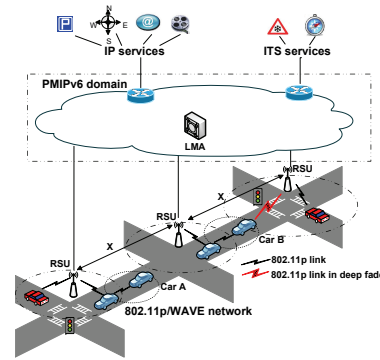 P
N
W
E
S
@
IP services
ITS services
PMIPv6 domain
LMA
RSU
X
RSU
X
RSU
Car B
Car A
802.11p link
802.11p link in deep fade
802.11p/WAVE network